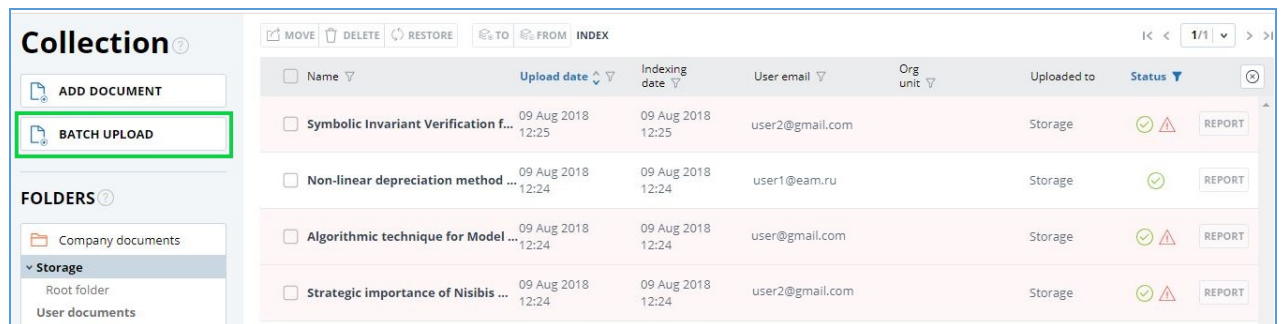 Collection ?
ADD DOCUMENT
BATCH UPLOAD
FOLDERS ?
Company documents
Storage
Root folder
User documents
MOVE DELETE RESTORE TO FROM INDEX
1/1
Name Upload date Indexing date User email Org unit Uploaded to Status
Symbolic Invariant Verification f... 09 Aug 2018 12:25 09 Aug 2018 12:25 user2@gmail.com Storage REPORT
Non-linear depreciation method ... 09 Aug 2018 12:24 09 Aug 2018 12:24 user1@eam.ru Storage REPORT
Algorithmic technique for Model ... 09 Aug 2018 12:24 09 Aug 2018 12:24 user@gmail.com Storage REPORT
Strategic importance of Nisibis ... 09 Aug 2018 12:24 09 Aug 2018 12:24 user2@gmail.com Storage REPORT